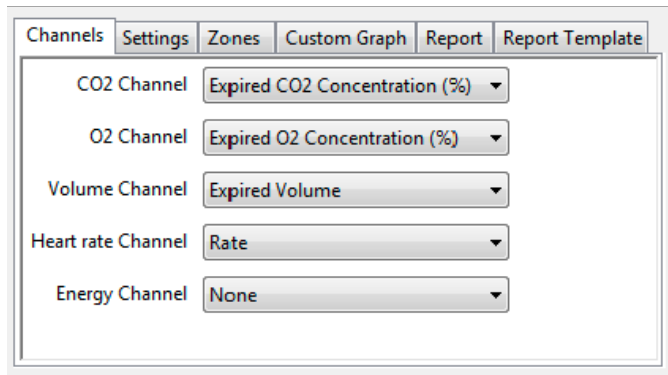 Channels Settings Zones Custom Graph Report Report Template
CO2 Channel Expired CO2 Concentration (%)
O2 Channel Expired O2 Concentration (%)
Volume Channel Expired Volume
Heart rate Channel Rate
Energy Channel None